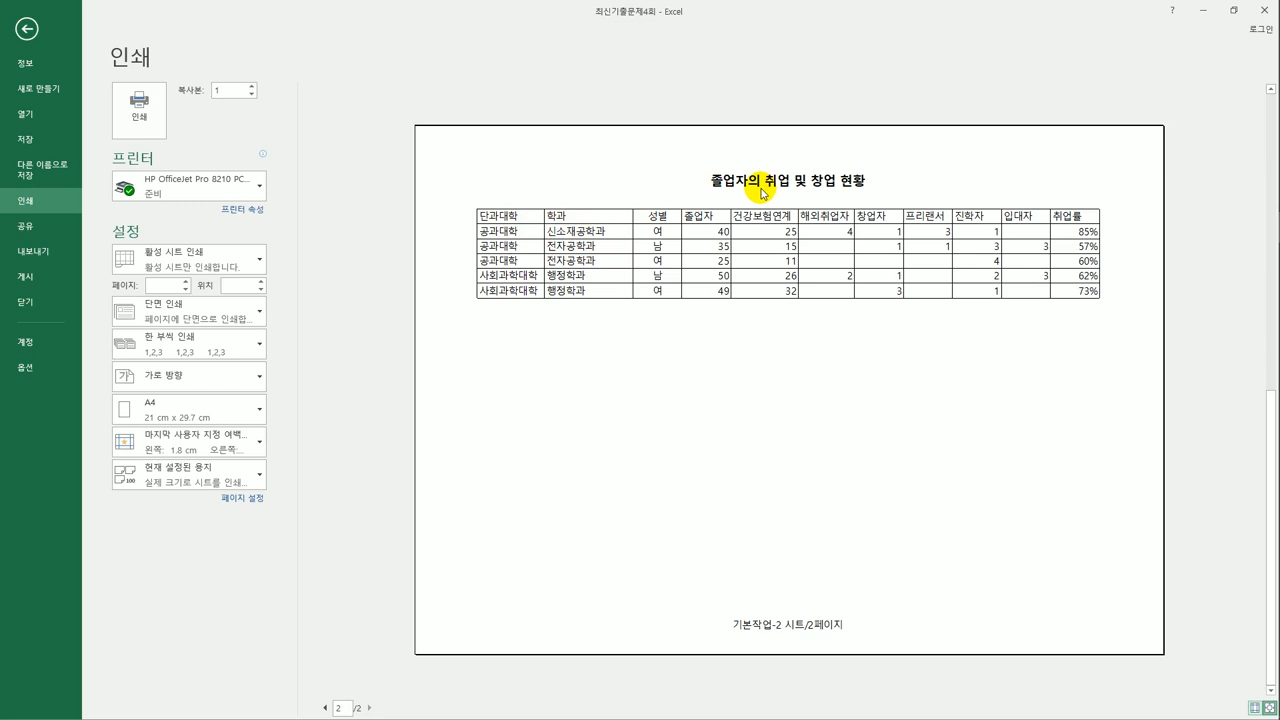 최신기출문제4회 - Excel
?
로그인
정보
새로 만들기
열기
저장
다른 이름으로
저장
인쇄
공유
내보내기
게시
닫기
계정
옵션
인쇄
인쇄
복사본: 1
프린터
HP OfficeJet Pro 8210 PC...
준비
프린터 속성
설정
활성 시트 인쇄
활성 시트만 인쇄합니다.
페이지: 위치
단면 인쇄
페이지에 단면으로 인쇄합...
한 부씩 인쇄
1,2,3 1,2,3 1,2,3
가로 방향
A4
21 cm x 29.7 cm
마지막 사용자 지정 여백...
왼쪽: 1.8 cm 오른쪽:...
현재 설정된 용지
실제 크기로 시트를 인쇄...
페이지 설정
졸업자의 취업 및 창업 현황
단과대학 학과 성별 졸업자 건강보험연계 해외취업자 창업자 프리랜서 진학자 입대자 취업률
공과대학 신소재공학과 여 40 25 4 1 3 1 85%
공과대학 전자공학과 남 35 15 1 1 3 3 57%
공과대학 전자공학과 여 25 11 4 60%
사회과학대학 행정학과 남 50 26 2 1 2 3 62%
사회과학대학 행정학과 여 49 32 3 1 73%
기본작업-2 시트/2페이지
2 /2